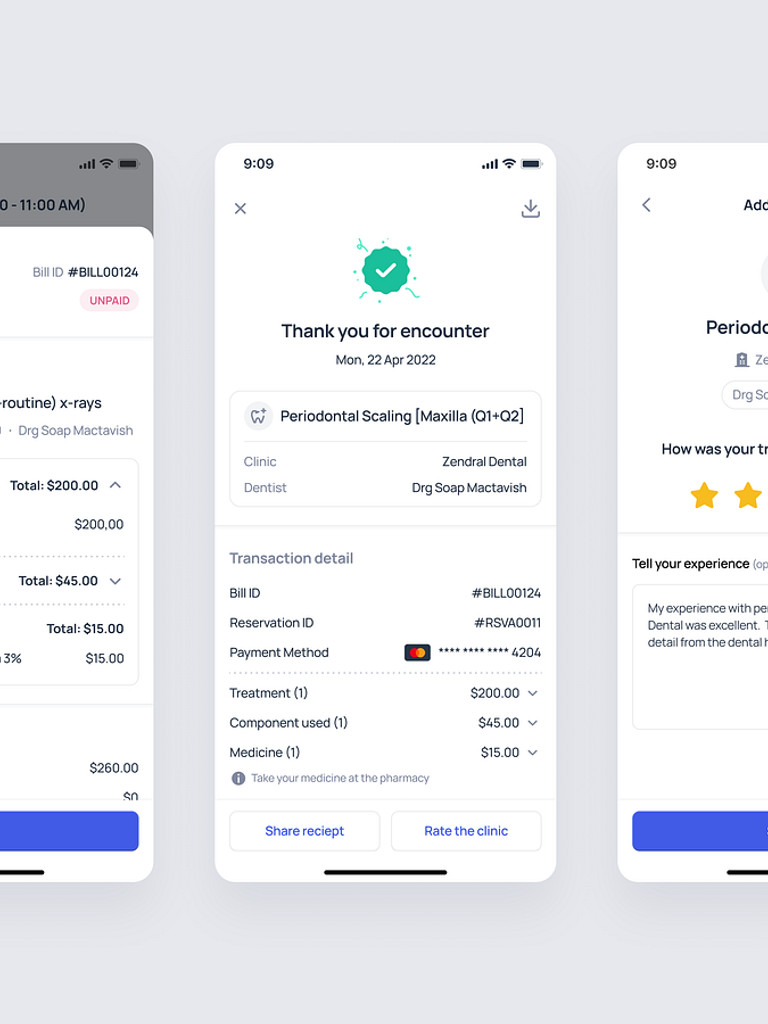 0 - 11:00 AM)
Bill ID #BILL00124
UNPAID
-routine) x-rays
· Drg Soap Mactavish
Total: $200.00
$200,00
Total: $45.00
Total: $15.00
3% $15.00
$260.00
$0
9:09
Thank you for encounter
Mon, 22 Apr 2022
Periodontal Scaling [Maxilla (Q1+Q2]
Clinic Zendral Dental
Dentist Drg Soap Mactavish
Transaction detail
Bill ID #BILL00124
Reservation ID #RSVA0011
Payment Method **** **** **** 4204
Treatment (1) $200.00
Component used (1) $45.00
Medicine (1) $15.00
Take your medicine at the pharmacy
Share reciept Rate the clinic
9:09
Add
Periodo
Ze
Drg So
How was your tr
Tell your experience (op
My experience with per
Dental was excellent. T
detail from the dental h